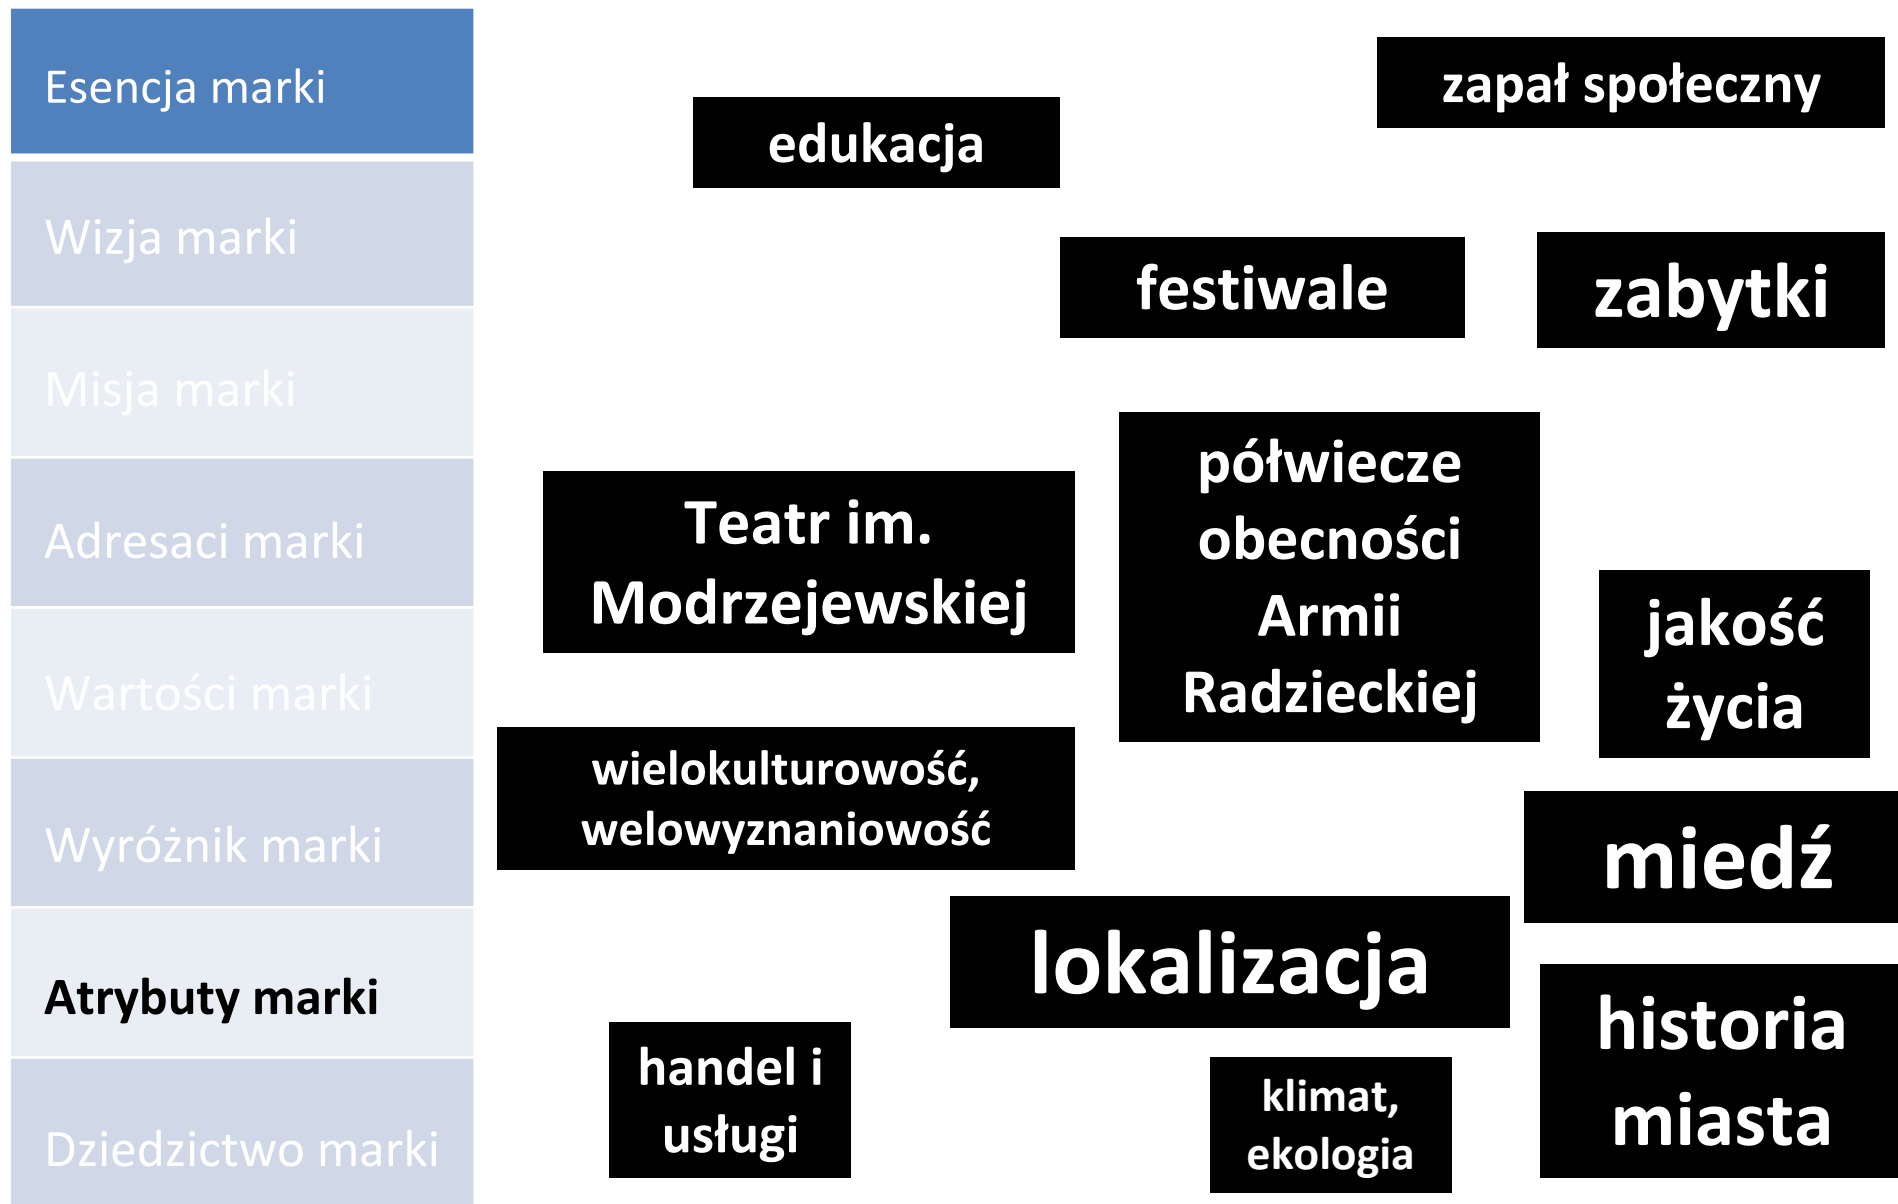 Esencja marki
Wizja marki
Misja marki
Adresaci marki
Wartości marki
Wyróżnik marki
Atrybuty marki
Dziedzictwo marki
zapał społeczny
edukacja
festiwale
zabytki
Teatr im.
Modrzejewskiej
półwiecze
obecności
Armii
Radzieckiej
jakość
życia
wielokulturowość,
welowyznaniowość
miedź
lokalizacja
historia
miasta
handel i
usługi
klimat,
ekologia